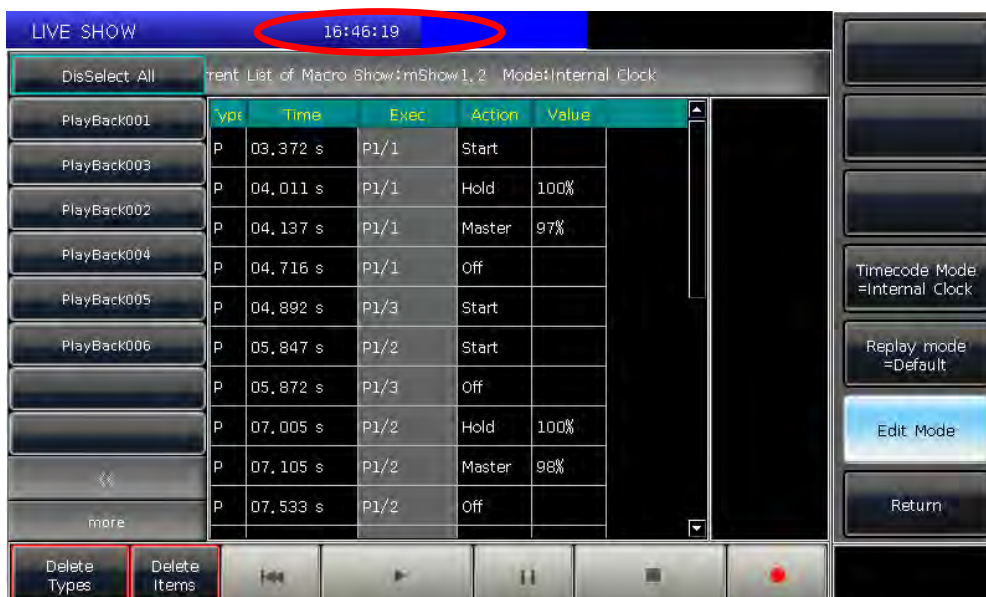 LIVE SHOW 16:46:19
DisSelect All rent List of Macro Show:mShow1.2 Mode:Internal Clock
PlayBack001
PlayBack003
PlayBack002
PlayBack004
PlayBack005
PlayBack006
<<
more
Type Time Exec Action Value
P 03.372 s P1/1 Start
P 04.011 s P1/1 Hold 100%
P 04.137 s P1/1 Master 97%
P 04.716 s P1/1 Off
P 04.892 s P1/3 Start
P 05.847 s P1/2 Start
P 05.872 s P1/3 Off
P 07.005 s P1/2 Hold 100%
P 07.105 s P1/2 Master 98%
P 07.533 s P1/2 Off
Timecode Mode
=Internal Clock
Replay mode
=Default
Edit Mode
Return
Delete
Types
Delete
Items